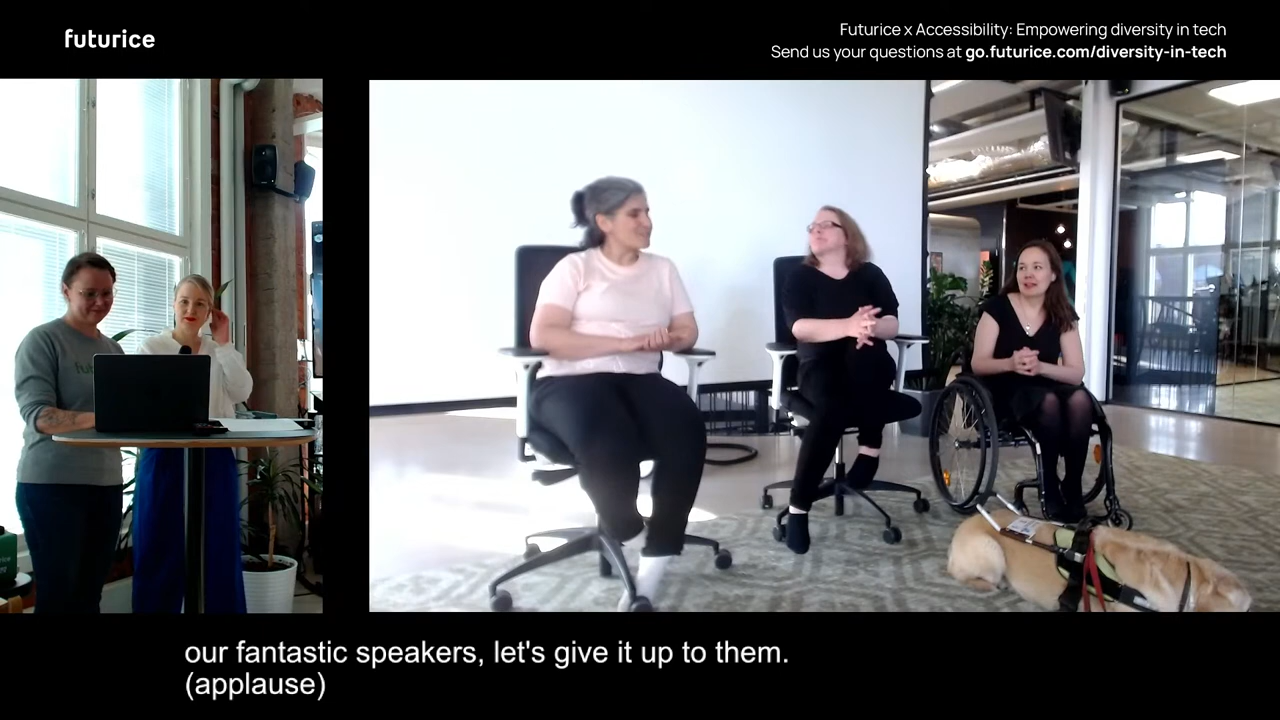 futurice
Futurice x Accessibility: Empowering diversity in tech
Send us your questions at go.futurice.com/diversity-in-tech
our fantastic speakers, let's give it up to them.
(applause)